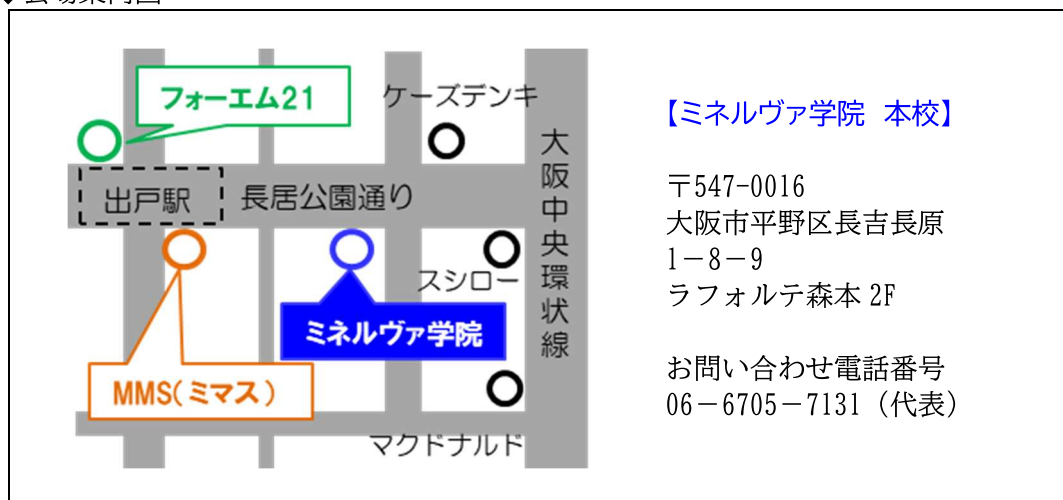 ◆会場案内図
フォーエム21
ケーズデンキ
出戸駅
長居公園通り
大阪中央環状線
スシロー
ミネルヴァ学院
MMS(ミマス)
マクドナルド
【ミネルヴァ学院 本校】
〒547-0016
大阪市平野区長吉長原
1－8－9
ラフォルテ森本 2F
お問い合わせ電話番号
06－6705－7131（代表）